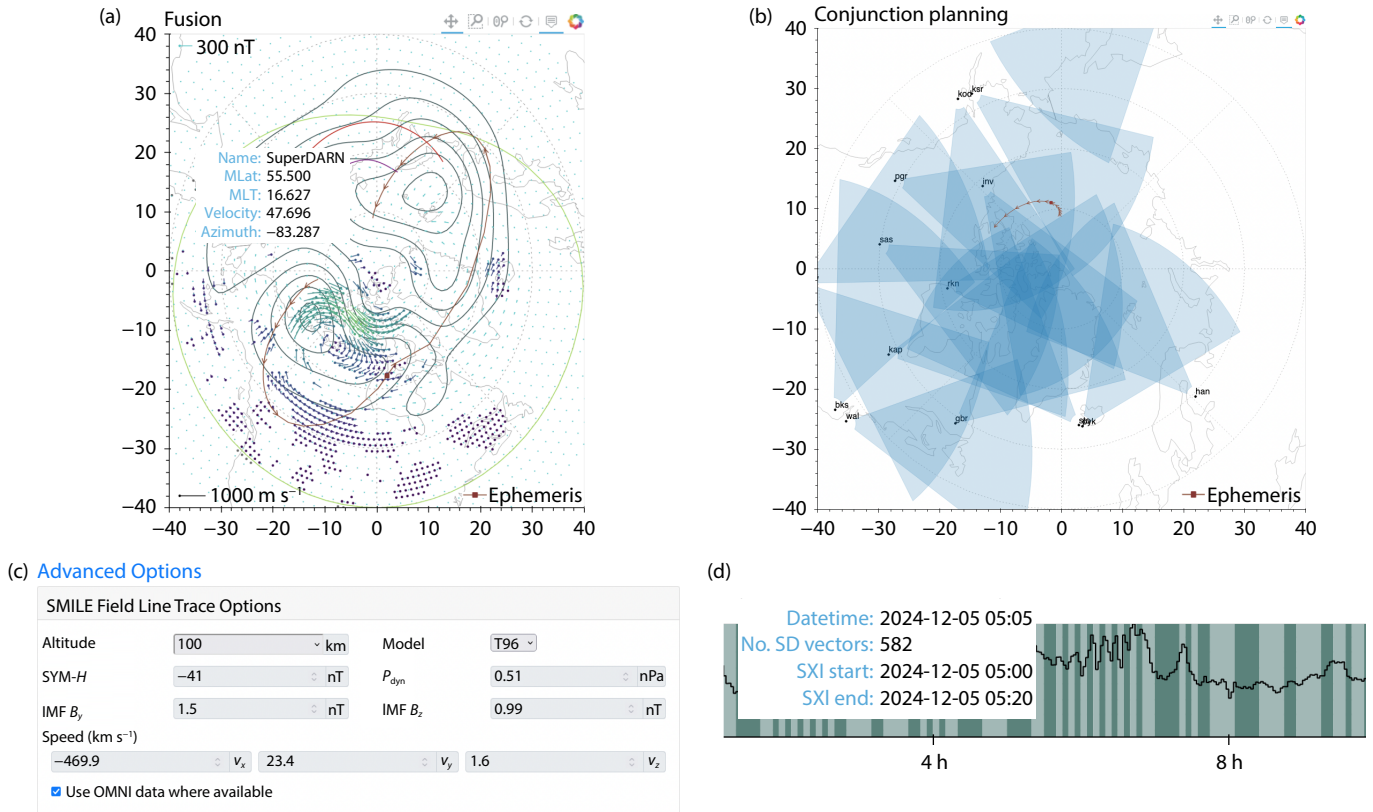 (a) Fusion
300 nT
40
30
20
10
0
−10
−20
−30
−40
Name: SuperDARN
MLat: 55.500
MLT: 16.627
Velocity: 47.696
Azimuth: −83.287
1000 m s⁻¹
Ephemeris
−40 −30 −20 −10 0 10 20 30 40
(b) Conjunction planning
40
30
20
10
0
−10
−20
−30
−40
kod ksr
pgr
inv
sas
rkn
kap
bks
wal
gbr
han
Ephemeris
−40 −30 −20 −10 0 10 20 30 40
(c) Advanced Options
SMILE Field Line Trace Options
Altitude 100 km Model T96
SYM-H −41 nT Pdyn 0.51 nPa
IMF By 1.5 nT IMF Bz 0.99 nT
Speed (km s⁻¹)
−469.9 vx 23.4 vy 1.6 vz
Use OMNI data where available
(d)
Datetime: 2024-12-05 05:05
No. SD vectors: 582
SXI start: 2024-12-05 05:00
SXI end: 2024-12-05 05:20
4 h 8 h